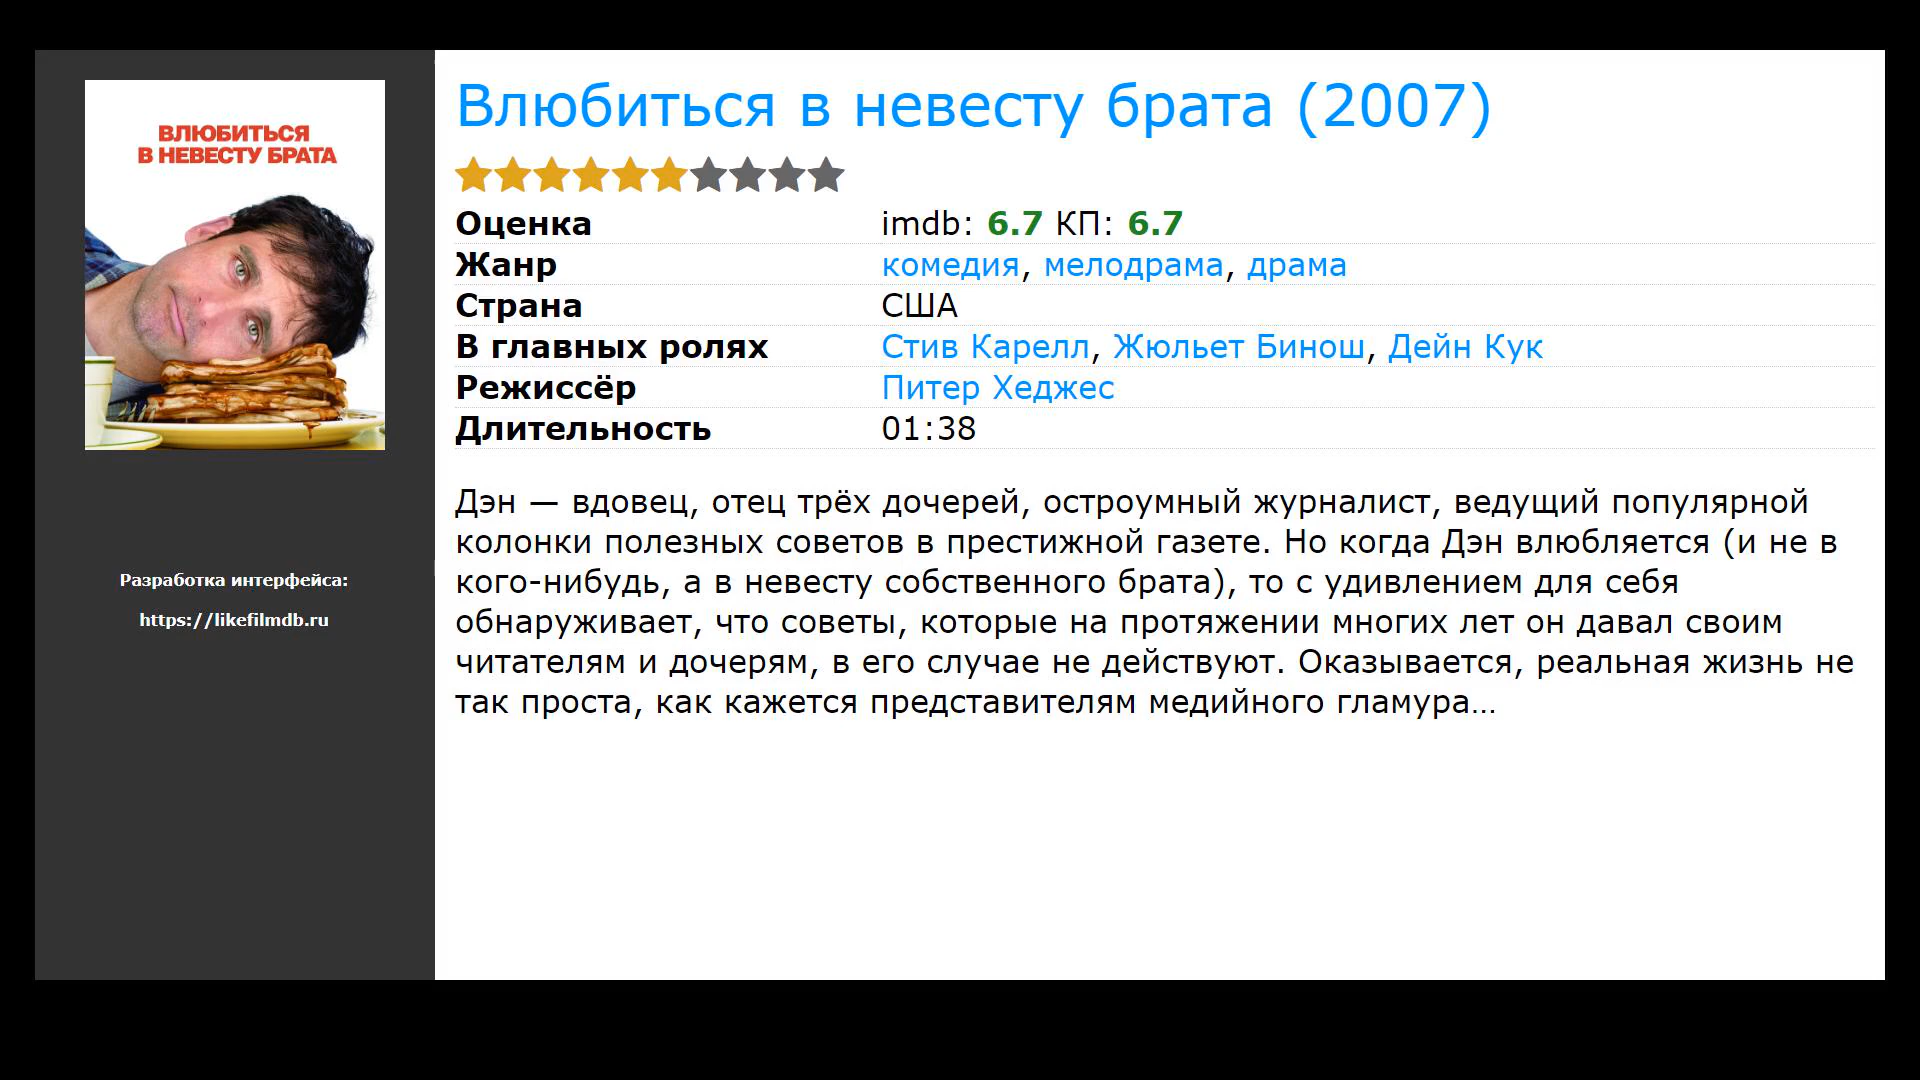 ВЛЮБИТЬСЯ
В НЕВЕСТУ БРАТА
Разработка интерфейса:
https://likefilmdb.ru
Влюбиться в невесту брата (2007)
Оценка imdb: 6.7 КП: 6.7
Жанр комедия, мелодрама, драма
Страна США
В главных ролях Стив Карелл, Жюльет Бинош, Дейн Кук
Режиссёр Питер Хеджес
Длительность 01:38
Дэн — вдовец, отец трёх дочерей, остроумный журналист, ведущий популярной
колонки полезных советов в престижной газете. Но когда Дэн влюбляется (и не в
кого-нибудь, а в невесту собственного брата), то с удивлением для себя
обнаруживает, что советы, которые на протяжении многих лет он давал своим
читателям и дочерям, в его случае не действуют. Оказывается, реальная жизнь не
так проста, как кажется представителям медийного гламура…